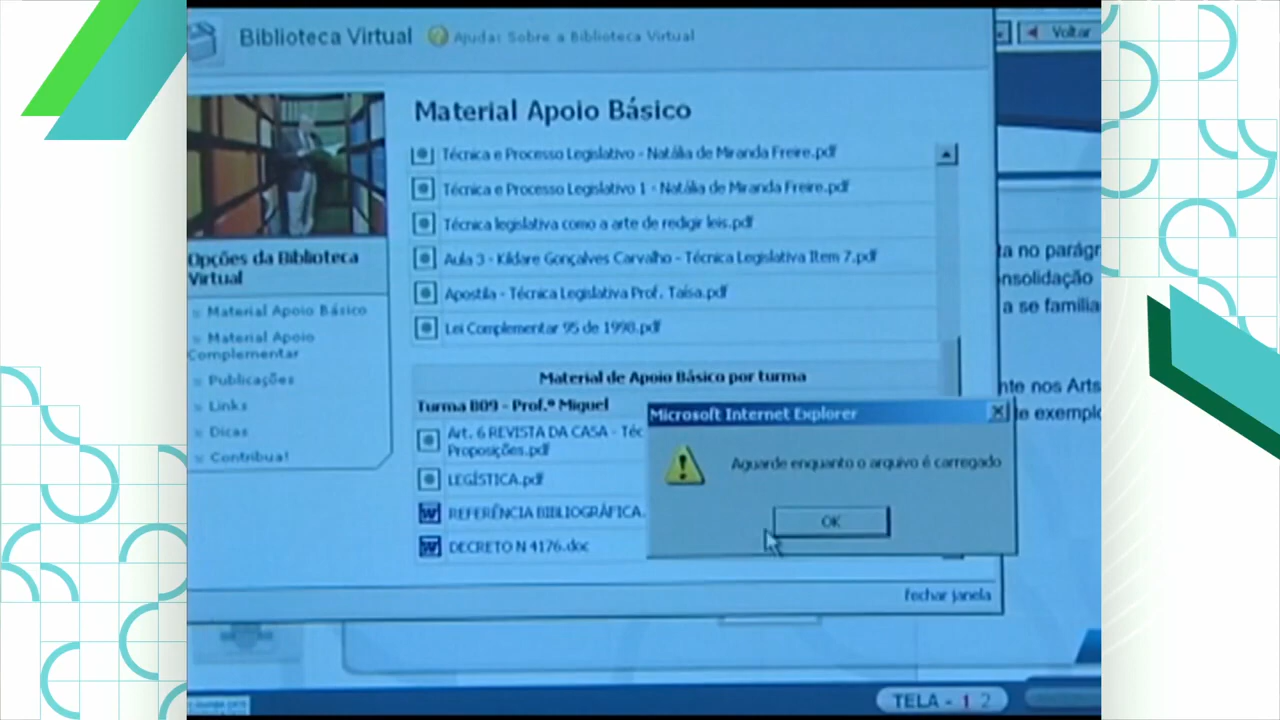 Biblioteca Virtual
Ajuda: Sobre a Biblioteca Virtual
Voltar
Material Apoio Básico
Técnica e Processo Legislativo - Natália de Miranda Freire.pdf
Técnica e Processo Legislativo 1 - Natália de Miranda Freire.pdf
Técnica legislativa como a arte de redigir leis.pdf
Aula 3 - Kildare Gonçalves Carvalho - Técnica Legislativa Item 7.pdf
Apostila - Técnica Legislativa Prof. Taísa.pdf
Lei Complementar 95 de 1998.pdf
Opções da Biblioteca
Virtual
Material Apoio Básico
Material Apoio
Complementar
Publicações
Links
Dicas
Contribua!
Material de Apoio Básico por turma
Turma B09 - Prof.º Miguel
Art. 6 REVISTA DA CASA - Téc
Proposições.pdf
LEGÍSTICA.pdf
REFERÊNCIA BIBLIOGRÁFICA.
DECRETO N 4176.doc
Microsoft Internet Explorer
Aguarde enquanto o arquivo é carregado
OK
fechar janela
ta no parágr
nsolidação
a se familia
nte nos Arts
de exemplo
TELA - 1 2